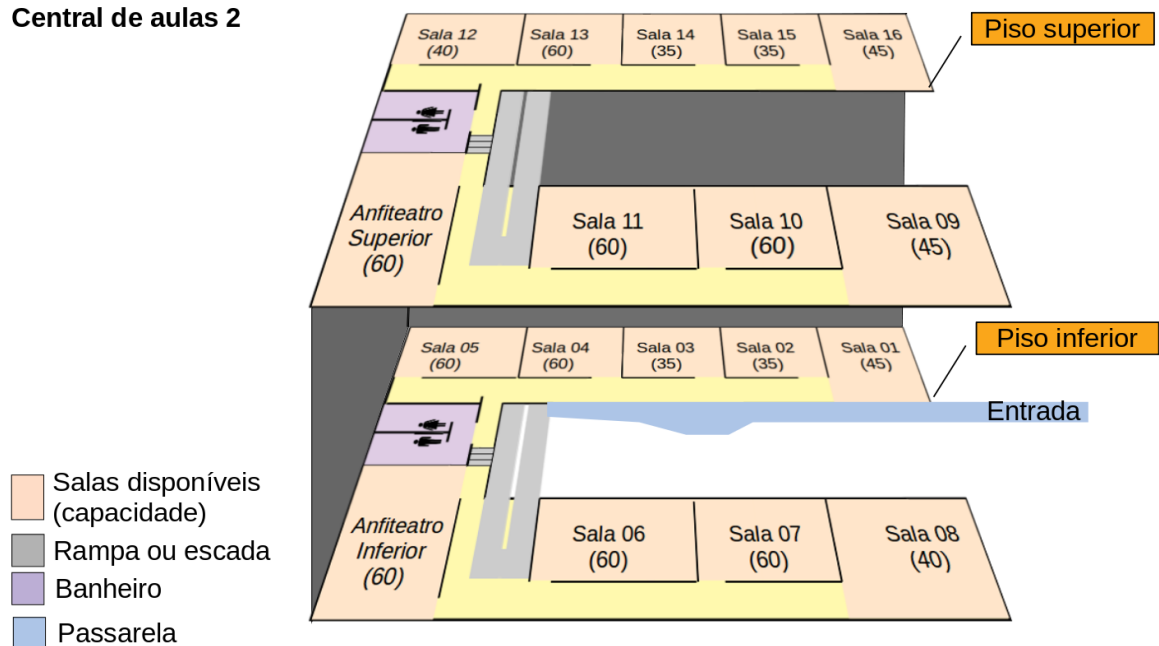 Central de aulas 2
Piso superior
Sala 12
(40)
Sala 13
(60)
Sala 14
(35)
Sala 15
(35)
Sala 16
(45)
Anfiteatro
Superior
(60)
Sala 11
(60)
Sala 10
(60)
Sala 09
(45)
Piso inferior
Sala 05
(60)
Sala 04
(60)
Sala 03
(35)
Sala 02
(35)
Sala 01
(45)
Entrada
Anfiteatro
Inferior
(60)
Sala 06
(60)
Sala 07
(60)
Sala 08
(40)
Salas disponíveis
(capacidade)
Rampa ou escada
Banheiro
Passarela